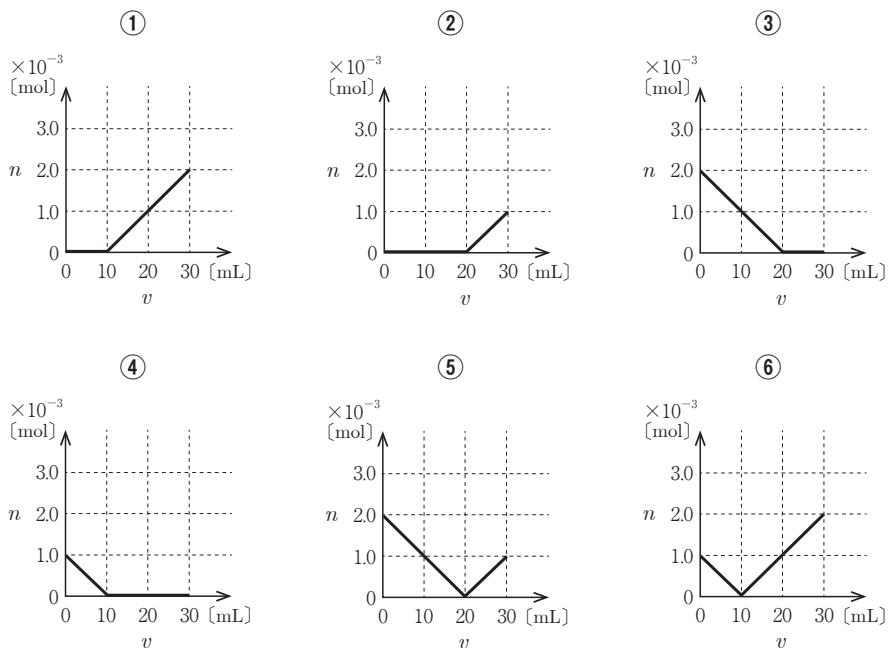 ① ② ③
×10⁻³ ×10⁻³ ×10⁻³
〔mol〕 〔mol〕 〔mol〕
3.0 3.0 3.0
n 2.0 n 2.0 n 2.0
1.0 1.0 1.0
0 0 0
0 10 20 30 〔mL〕 0 10 20 30 〔mL〕 0 10 20 30 〔mL〕
v v v
④ ⑤ ⑥
×10⁻³ ×10⁻³ ×10⁻³
〔mol〕 〔mol〕 〔mol〕
3.0 3.0 3.0
n 2.0 n 2.0 n 2.0
1.0 1.0 1.0
0 0 0
0 10 20 30 〔mL〕 0 10 20 30 〔mL〕 0 10 20 30 〔mL〕
v v v